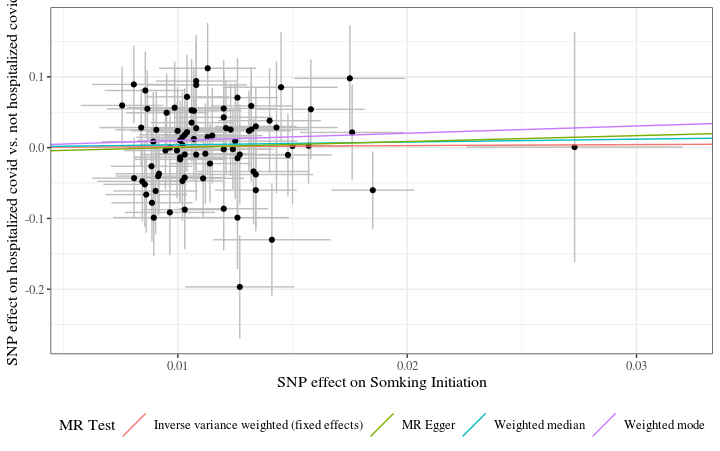 SNP effect on hospitalized covid vs. not hospitalized covid
0.1
0.0
-0.1
-0.2
0.01
0.02
0.03
SNP effect on Somking Initiation
MR Test
Inverse variance weighted (fixed effects)
MR Egger
Weighted median
Weighted mode